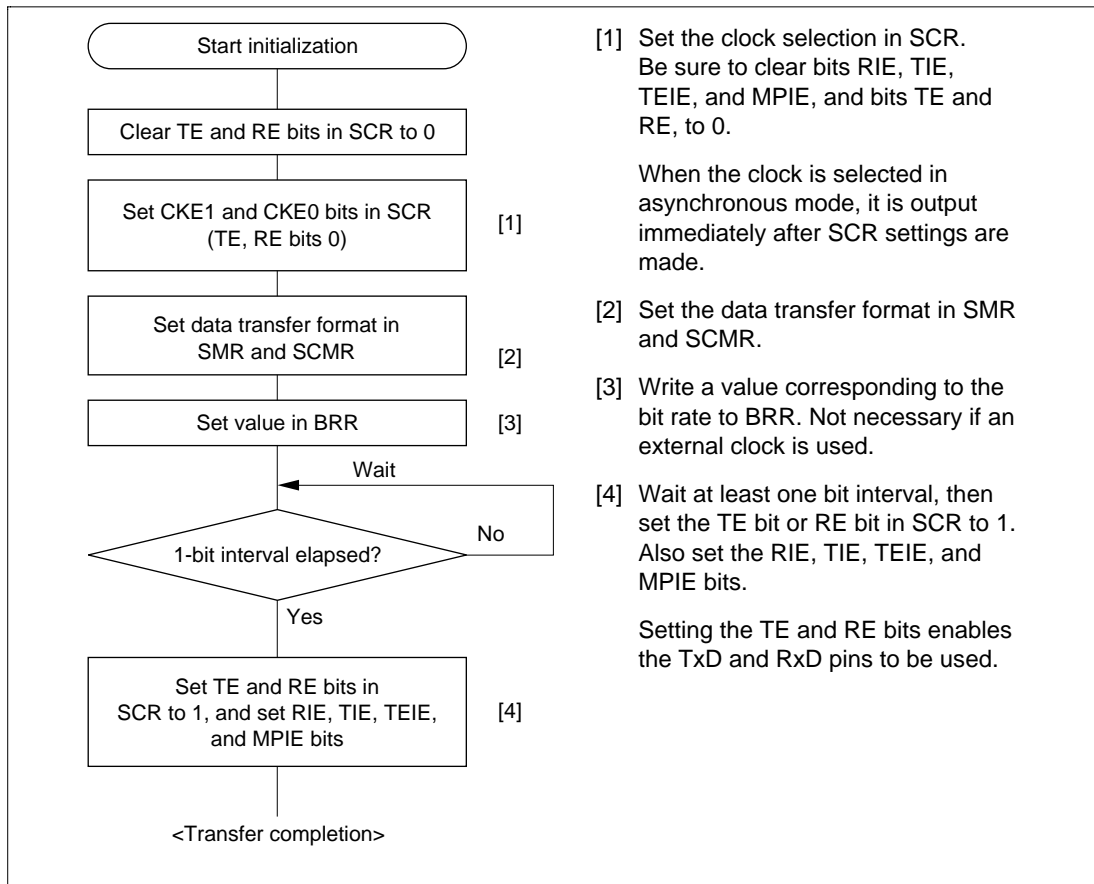 Start initialization
Clear TE and RE bits in SCR to 0
Set CKE1 and CKE0 bits in SCR
(TE, RE bits 0)
[1]
Set data transfer format in
SMR and SCMR
[2]
Set value in BRR
[3]
Wait
No
1-bit interval elapsed?
Yes
Set TE and RE bits in
SCR to 1, and set RIE, TIE, TEIE,
and MPIE bits
[4]
<Transfer completion>
[1] Set the clock selection in SCR.
Be sure to clear bits RIE, TIE,
TEIE, and MPIE, and bits TE and
RE, to 0.
When the clock is selected in
asynchronous mode, it is output
immediately after SCR settings are
made.
[2] Set the data transfer format in SMR
and SCMR.
[3] Write a value corresponding to the
bit rate to BRR. Not necessary if an
external clock is used.
[4] Wait at least one bit interval, then
set the TE bit or RE bit in SCR to 1.
Also set the RIE, TIE, TEIE, and
MPIE bits.
Setting the TE and RE bits enables
the TxD and RxD pins to be used.